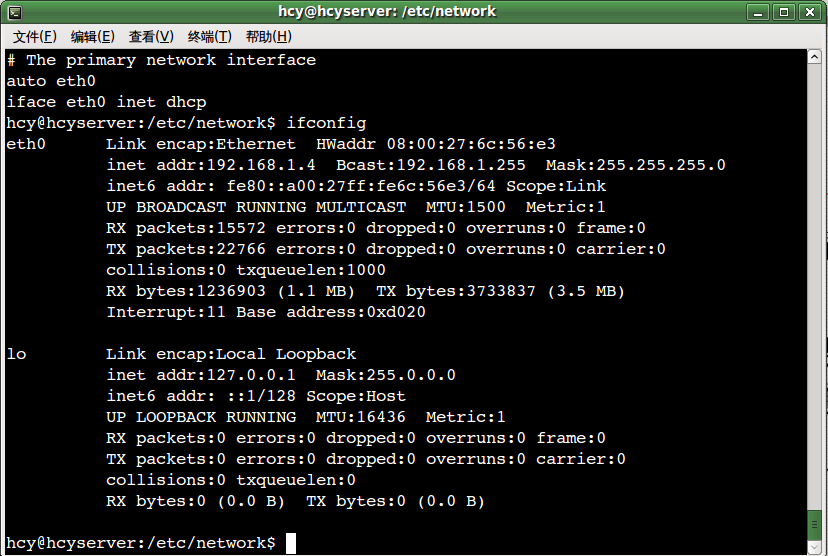 hcy@hcyserver: /etc/network
文件(F) 编辑(E) 查看(V) 终端(T) 帮助(H)
# The primary network interface
auto eth0
iface eth0 inet dhcp
hcy@hcyserver:/etc/network$ ifconfig
eth0      Link encap:Ethernet  HWaddr 08:00:27:6c:56:e3
          inet addr:192.168.1.4  Bcast:192.168.1.255  Mask:255.255.255.0
          inet6 addr: fe80::a00:27ff:fe6c:56e3/64 Scope:Link
          UP BROADCAST RUNNING MULTICAST  MTU:1500  Metric:1
          RX packets:15572 errors:0 dropped:0 overruns:0 frame:0
          TX packets:22766 errors:0 dropped:0 overruns:0 carrier:0
          collisions:0 txqueuelen:1000
          RX bytes:1236903 (1.1 MB)  TX bytes:3733837 (3.5 MB)
          Interrupt:11 Base address:0xd020
lo        Link encap:Local Loopback
          inet addr:127.0.0.1  Mask:255.0.0.0
          inet6 addr: ::1/128 Scope:Host
          UP LOOPBACK RUNNING  MTU:16436  Metric:1
          RX packets:0 errors:0 dropped:0 overruns:0 frame:0
          TX packets:0 errors:0 dropped:0 overruns:0 carrier:0
          collisions:0 txqueuelen:0
          RX bytes:0 (0.0 B)  TX bytes:0 (0.0 B)
hcy@hcyserver:/etc/network$